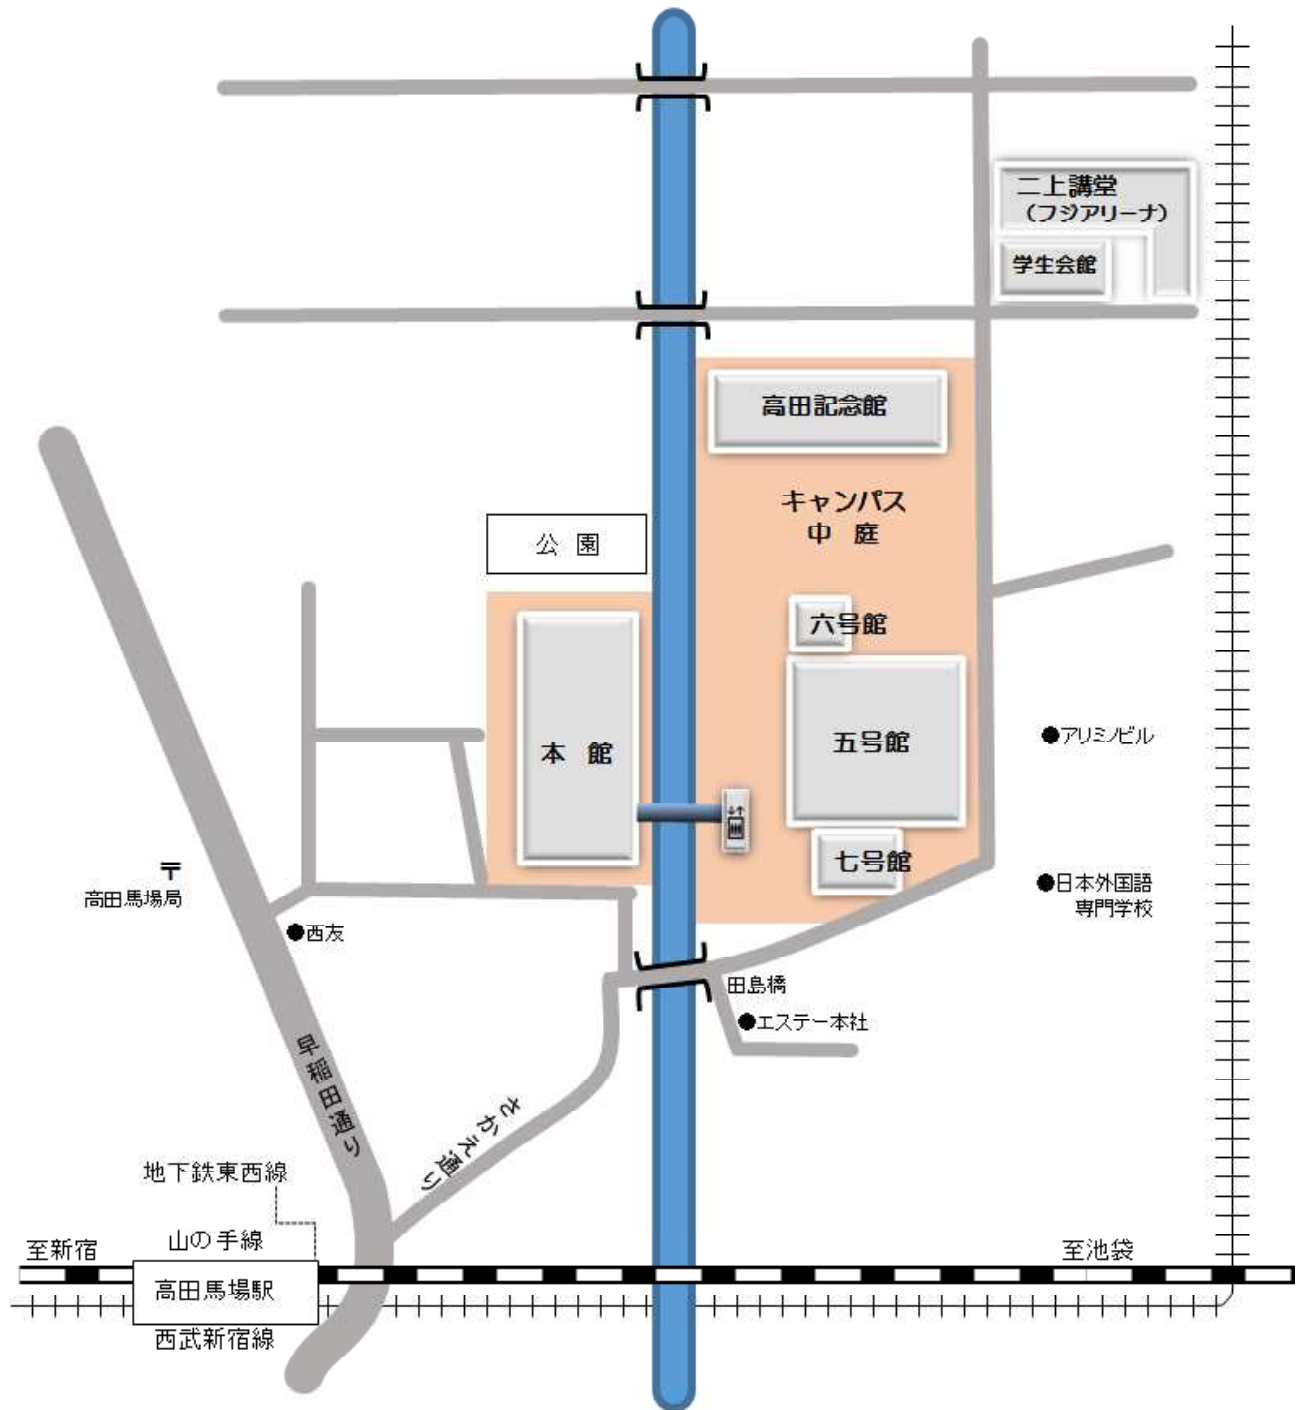 二上講堂
（フジアリーナ）
学生会館
高田記念館
キャンパス
中 庭
公 園
六号館
五号館
アリミノビル
本 館
七号館
〒
高田馬場局
日本外国語
専門学校
西友
田島橋
エステー本社
早稲田通り
さかえ通り
地下鉄東西線
山の手線
至新宿
至池袋
高田馬場駅
西武新宿線